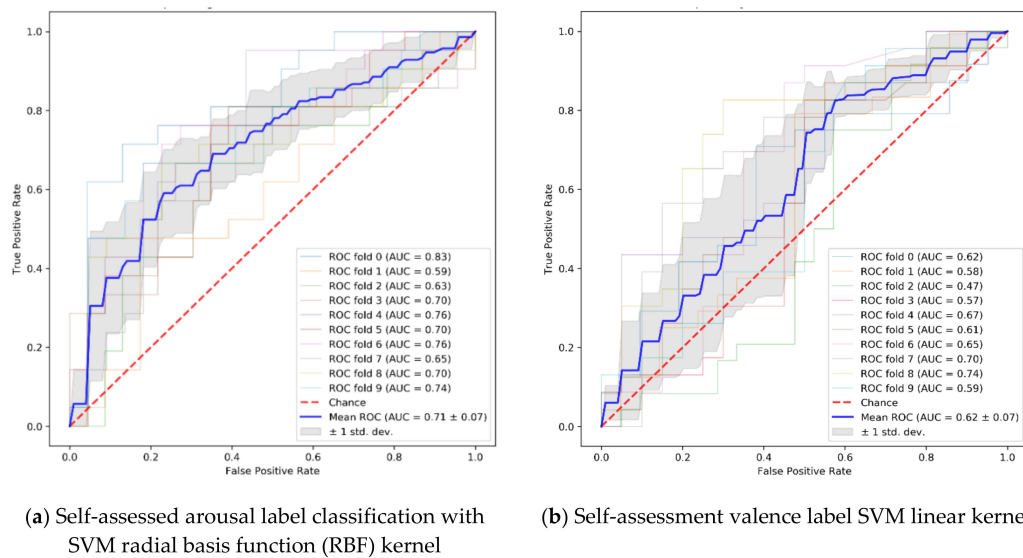 1.0
0.8
0.6
0.4
0.2
0.0
True Positive Rate
0.0 0.2 0.4 0.6 0.8 1.0
False Positive Rate
ROC fold 0 (AUC = 0.83)
ROC fold 1 (AUC = 0.59)
ROC fold 2 (AUC = 0.63)
ROC fold 3 (AUC = 0.70)
ROC fold 4 (AUC = 0.76)
ROC fold 5 (AUC = 0.70)
ROC fold 6 (AUC = 0.76)
ROC fold 7 (AUC = 0.65)
ROC fold 8 (AUC = 0.70)
ROC fold 9 (AUC = 0.74)
Chance
Mean ROC (AUC = 0.71 ± 0.07)
± 1 std. dev.
(a) Self-assessed arousal label classification with
SVM radial basis function (RBF) kernel
1.0
0.8
0.6
0.4
0.2
0.0
True Positive Rate
0.0 0.2 0.4 0.6 0.8 1.0
False Positive Rate
ROC fold 0 (AUC = 0.62)
ROC fold 1 (AUC = 0.58)
ROC fold 2 (AUC = 0.47)
ROC fold 3 (AUC = 0.57)
ROC fold 4 (AUC = 0.67)
ROC fold 5 (AUC = 0.61)
ROC fold 6 (AUC = 0.65)
ROC fold 7 (AUC = 0.70)
ROC fold 8 (AUC = 0.74)
ROC fold 9 (AUC = 0.59)
Chance
Mean ROC (AUC = 0.62 ± 0.07)
± 1 std. dev.
(b) Self-assessment valence label SVM linear kerne